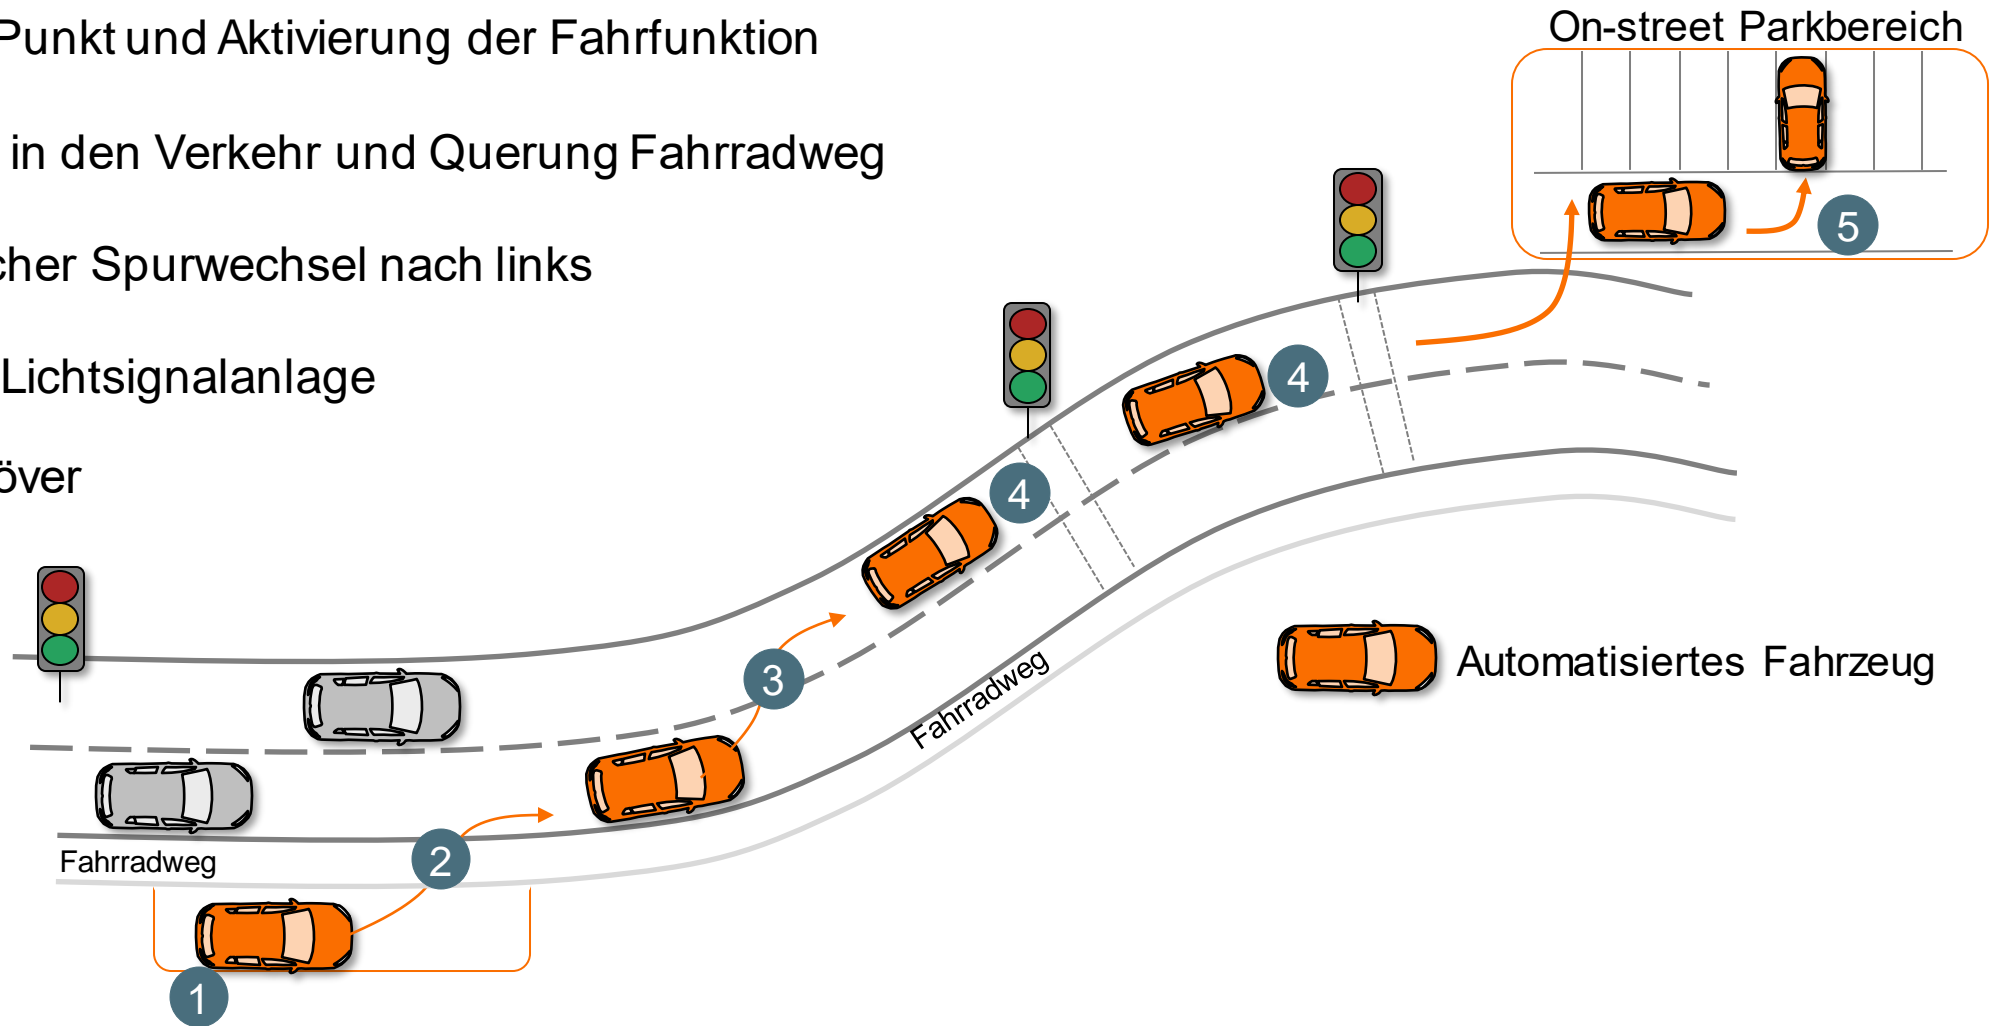 Punkt und Aktivierung der Fahrfunktion
On-street Parkbereich
in den Verkehr und Querung Fahrradweg
cher Spurwechsel nach links
Lichtsignalanlage
över
5
4
4
3
Automatisiertes Fahrzeug
Fahrradweg
Fahrradweg
2
1